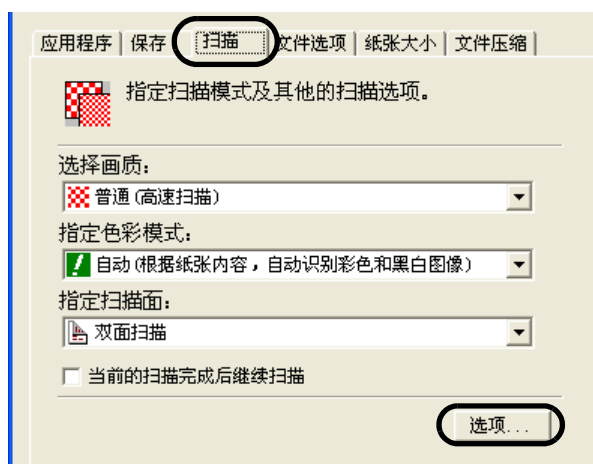 应用程序 保存 扫描 文件选项 纸张大小 文件压缩
指定扫描模式及其他的扫描选项。
选择画质：
普通(高速扫描)
指定色彩模式：
自动(根据纸张内容，自动识别彩色和黑白图像)
指定扫描面：
双面扫描
当前的扫描完成后继续扫描
选项...